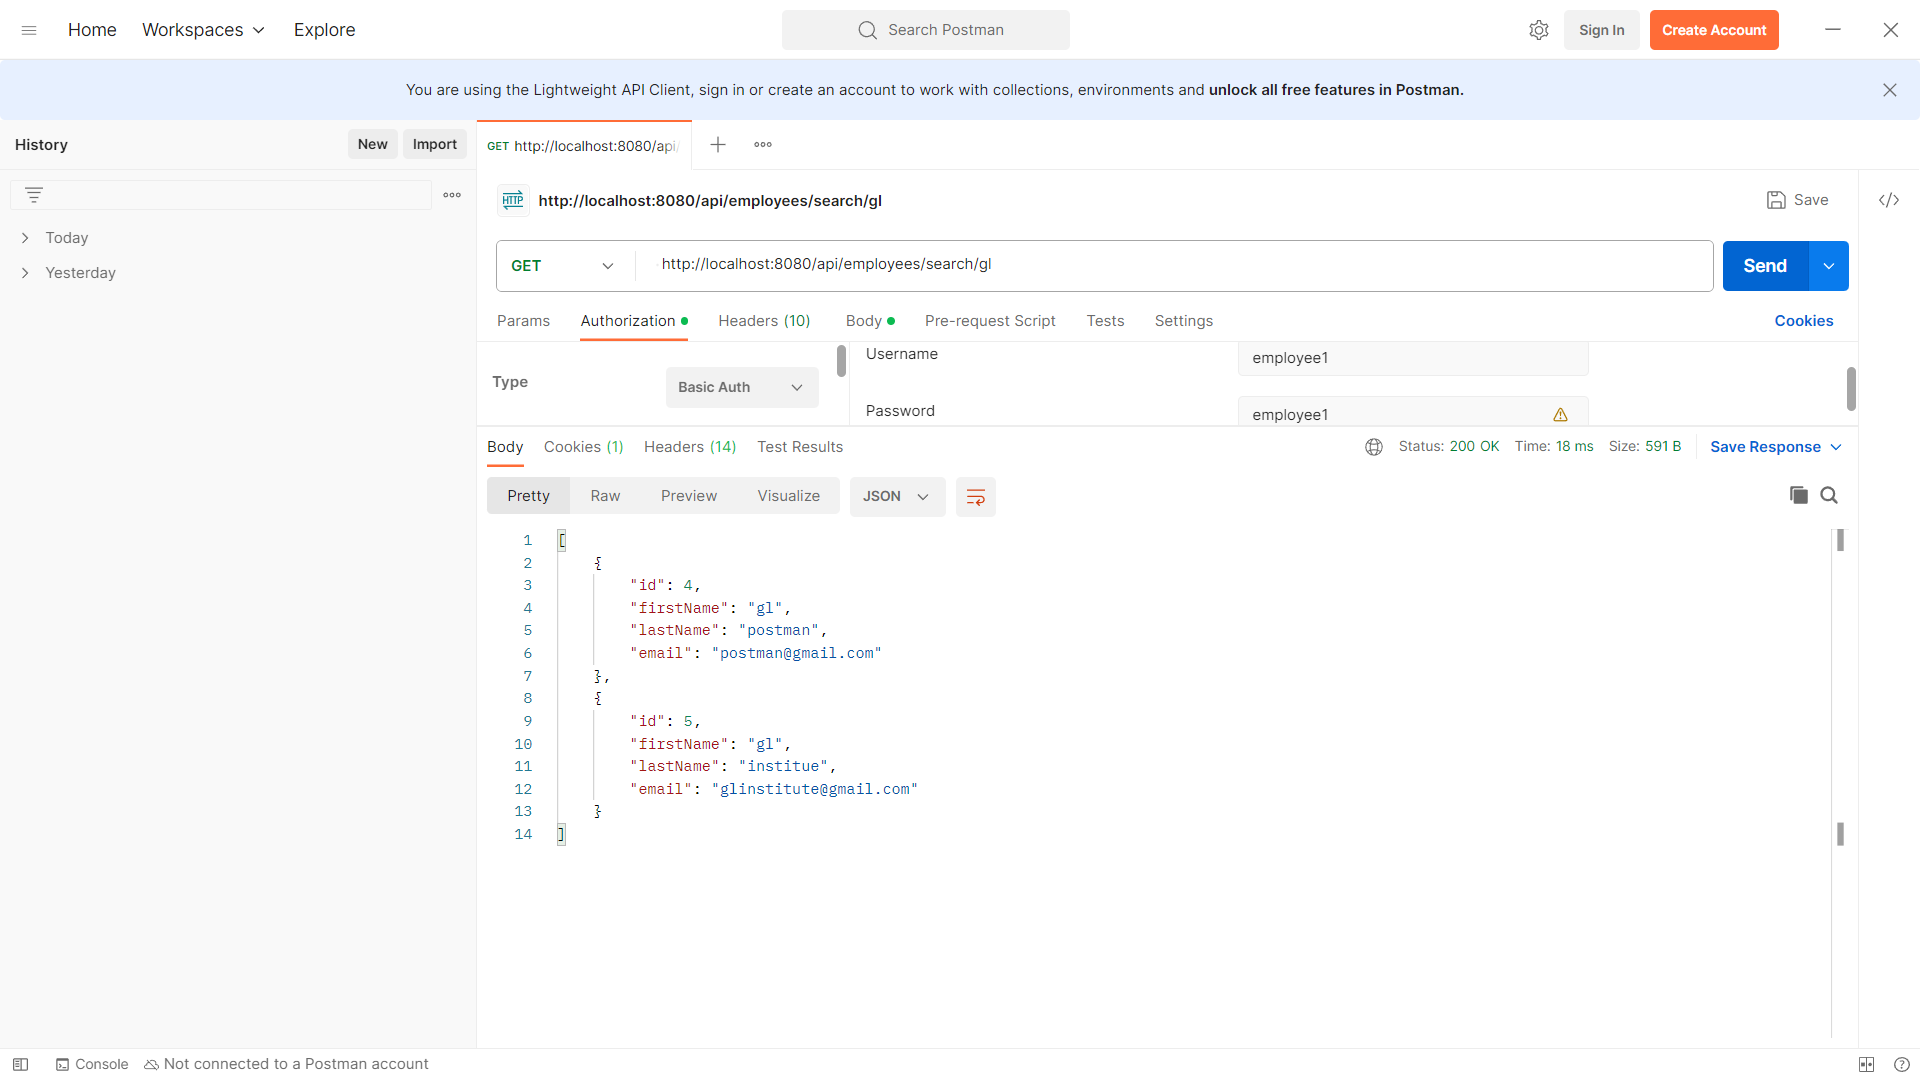 Home Workspaces Explore Search Postman Sign In Create Account
You are using the Lightweight API Client, sign in or create an account to work with collections, environments and unlock all free features in Postman.
History New Import
GET http://localhost:8080/api/
HTTP http://localhost:8080/api/employees/search/gl Save </>
Today
Yesterday
GET http://localhost:8080/api/employees/search/gl Send
Params Authorization Headers (10) Body Pre-request Script Tests Settings Cookies
Username employee1
Type Basic Auth
Password employee1
Body Cookies (1) Headers (14) Test Results Status: 200 OK Time: 18 ms Size: 591 B Save Response
Pretty Raw Preview Visualize JSON
1 [
2 {
3 "id": 4,
4 "firstName": "gl",
5 "lastName": "postman",
6 "email": "postman@gmail.com"
7 },
8 {
9 "id": 5,
10 "firstName": "gl",
11 "lastName": "institue",
12 "email": "glinstitute@gmail.com"
13 }
14 ]
Console Not connected to a Postman account